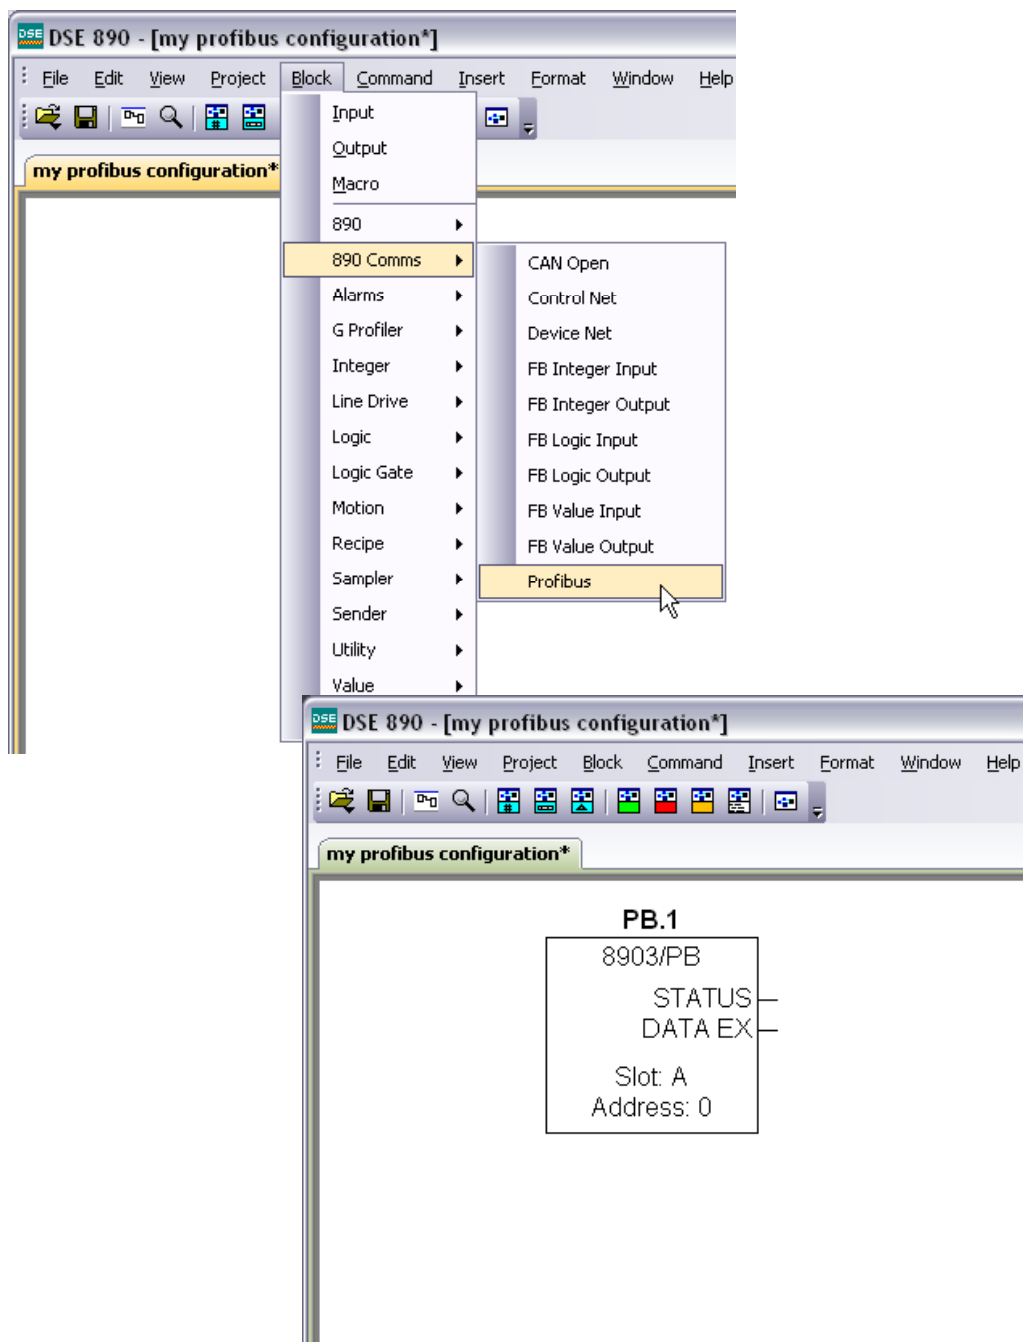 DSE DSE 890 - [my profibus configuration*]
File Edit View Project Block Command Insert Format Window Help
my profibus configuration*
Input
Output
Macro
890
890 Comms
Alarms
G Profiler
Integer
Line Drive
Logic
Logic Gate
Motion
Recipe
Sampler
Sender
Utility
Value
CAN Open
Control Net
Device Net
FB Integer Input
FB Integer Output
FB Logic Input
FB Logic Output
FB Value Input
FB Value Output
Profibus
DSE DSE 890 - [my profibus configuration*]
File Edit View Project Block Command Insert Format Window Help
my profibus configuration*
PB.1
8903/PB
STATUS
DATA EX
Slot: A
Address: 0